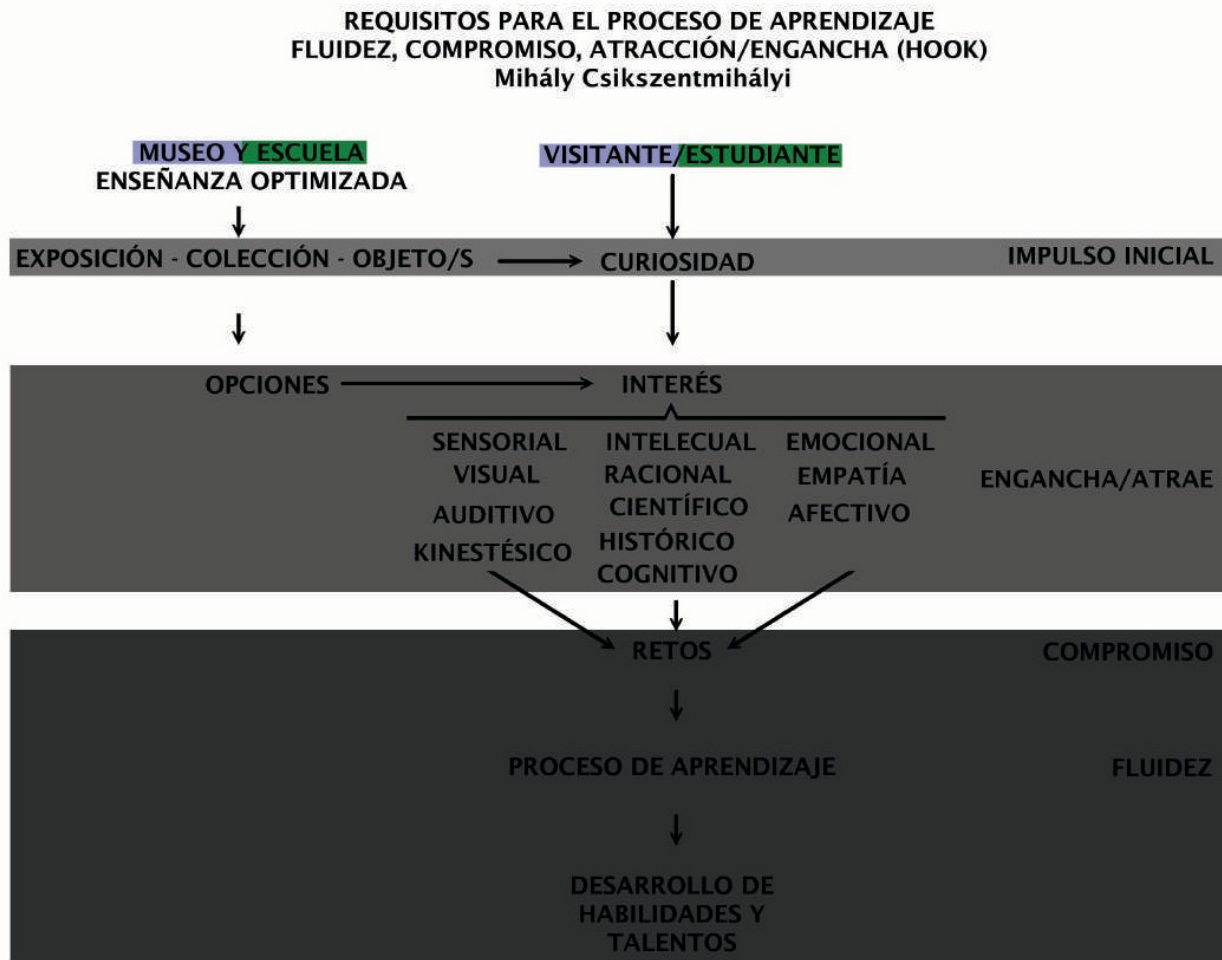 REQUISITOS PARA EL PROCESO DE APRENDIZAJE
FLUIDEZ, COMPROMISO, ATRACCIÓN/ENGANCHA (HOOK)
Mihály Csikszentmihályi
MUSEO Y ESCUELA
ENSEÑANZA OPTIMIZADA
VISITANTE/ESTUDIANTE
EXPOSICIÓN - COLECCIÓN - OBJETO/S
CURIOSIDAD
IMPULSO INICIAL
OPCIONES
INTERÉS
SENSORIAL
VISUAL
AUDITIVO
KINESTÉSICO
INTELECUAL
RACIONAL
CIENTÍFICO
HISTÓRICO
COGNITIVO
EMOCIONAL
EMPATÍA
AFECTIVO
ENGANCHA/ATRAE
RETOS
COMPROMISO
PROCESO DE APRENDIZAJE
FLUIDEZ
DESARROLLO DE
HABILIDADES Y
TALENTOS